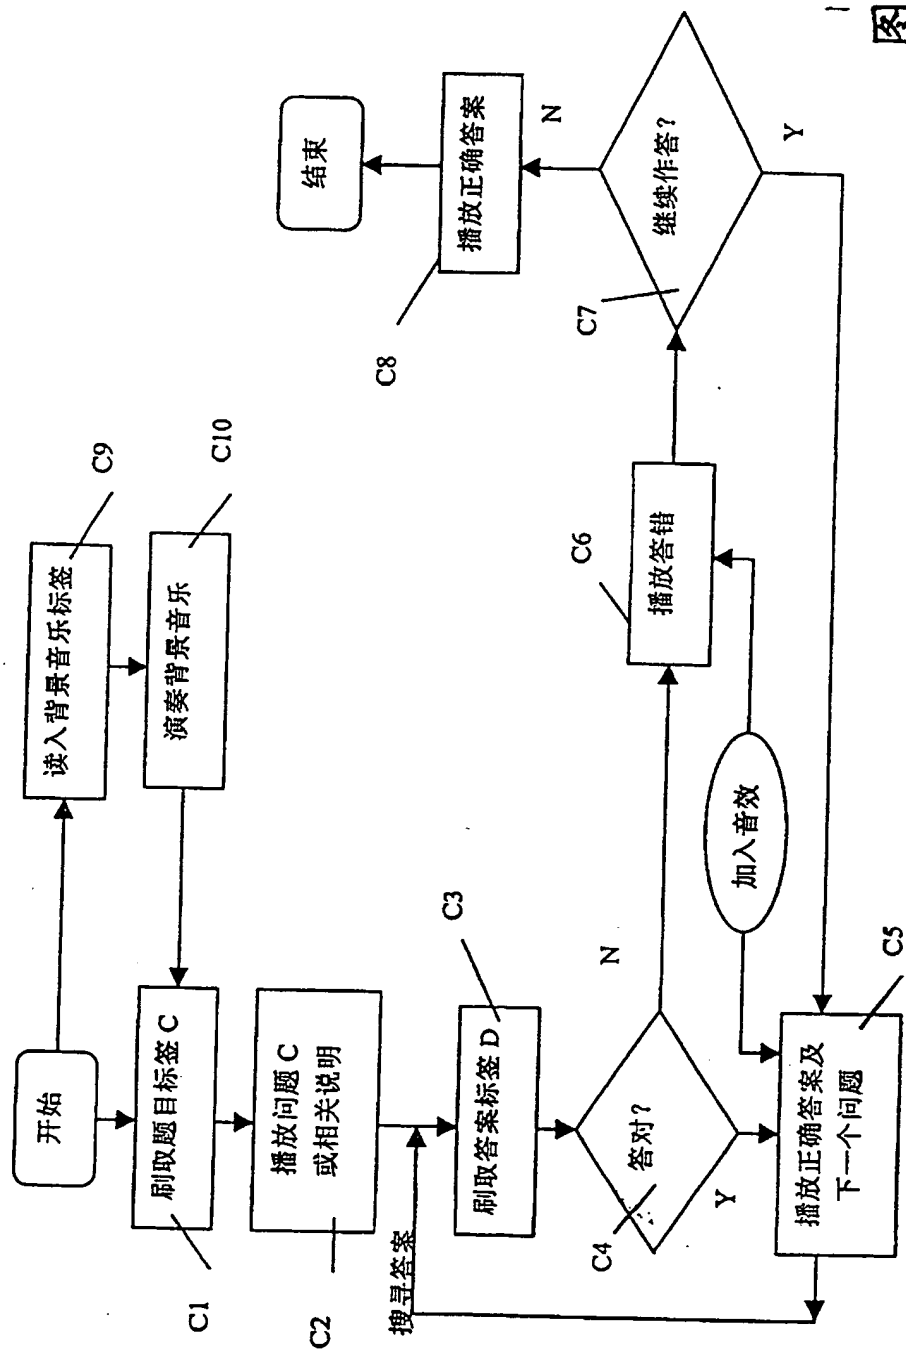 开始
读入背景音乐标签
C9
演奏背景音乐
C10
刷取题目标签 C
C1
播放问题 C
或相关说明
C2
搜寻答案
刷取答案标签 D
C3
答对?
C4
Y
N
播放正确答案及
下一个问题
C5
加入音效
播放答错
C6
继续作答?
C7
N
Y
播放正确答案
C8
结束
图
1